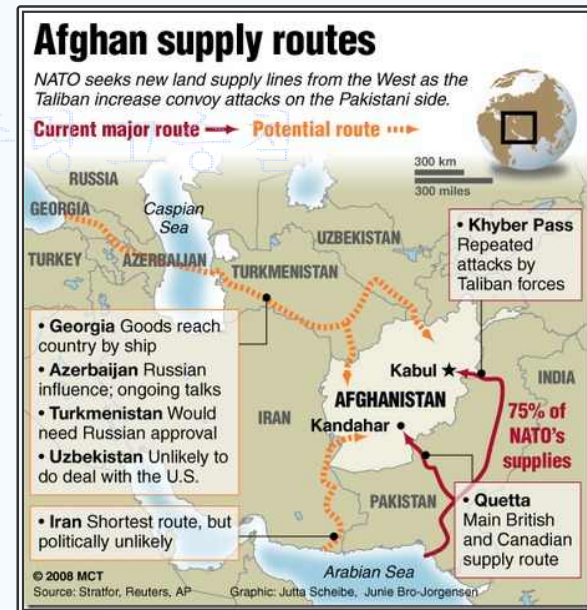 Afghan supply routes
NATO seeks new land supply lines from the West as the
Taliban increase convoy attacks on the Pakistani side.
Current major route
Potential route
300 km
300 miles
RUSSIA
GEORGIA
Caspian
Sea
UZBEKISTAN
TURKEY
AZERBAIJAN
TURKMENISTAN
• Khyber Pass
Repeated
attacks by
Taliban forces
• Georgia Goods reach
country by ship
• Azerbaijan Russian
influence; ongoing talks
• Turkmenistan Would
need Russian approval
• Uzbekistan Unlikely to
do deal with the U.S.
Kabul
INDIA
AFGHANISTAN
IRAN
Kandahar
75% of
NATO's
supplies
PAKISTAN
• Quetta
Main British
and Canadian
supply route
• Iran Shortest route, but
politically unlikely
Arabian Sea
© 2008 MCT
Source: Stratfor, Reuters, AP
Graphic: Jutta Scheibe, Junie Bro-Jorgensen